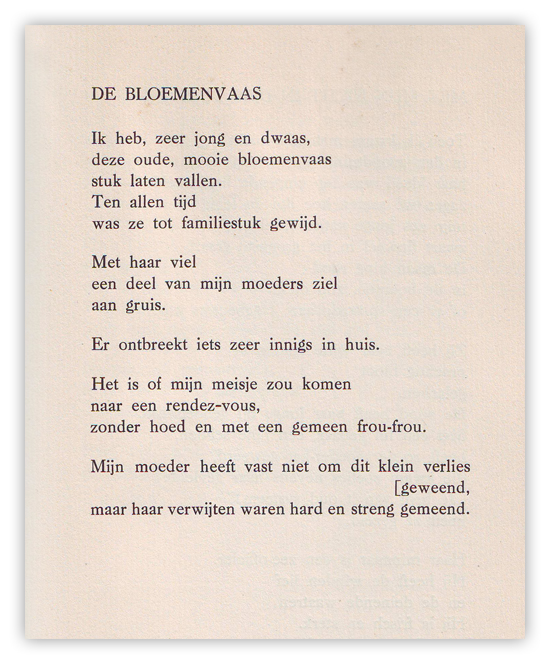 DE BLOEMENVAAS
Ik heb, zeer jong en dwaas,
deze oude, mooie bloemenvaas
stuk laten vallen.
Ten allen tijd
was ze tot familiestuk gewijd.
Met haar viel
een deel van mijn moeders ziel
aan gruis.
Er ontbreekt iets zeer innigs in huis.
Het is of mijn meisje zou komen
naar een rendez-vous,
zonder hoed en met een gemeen frou-frou.
Mijn moeder heeft vast niet om dit klein verlies
[geweend,
maar haar verwijten waren hard en streng gemeend.